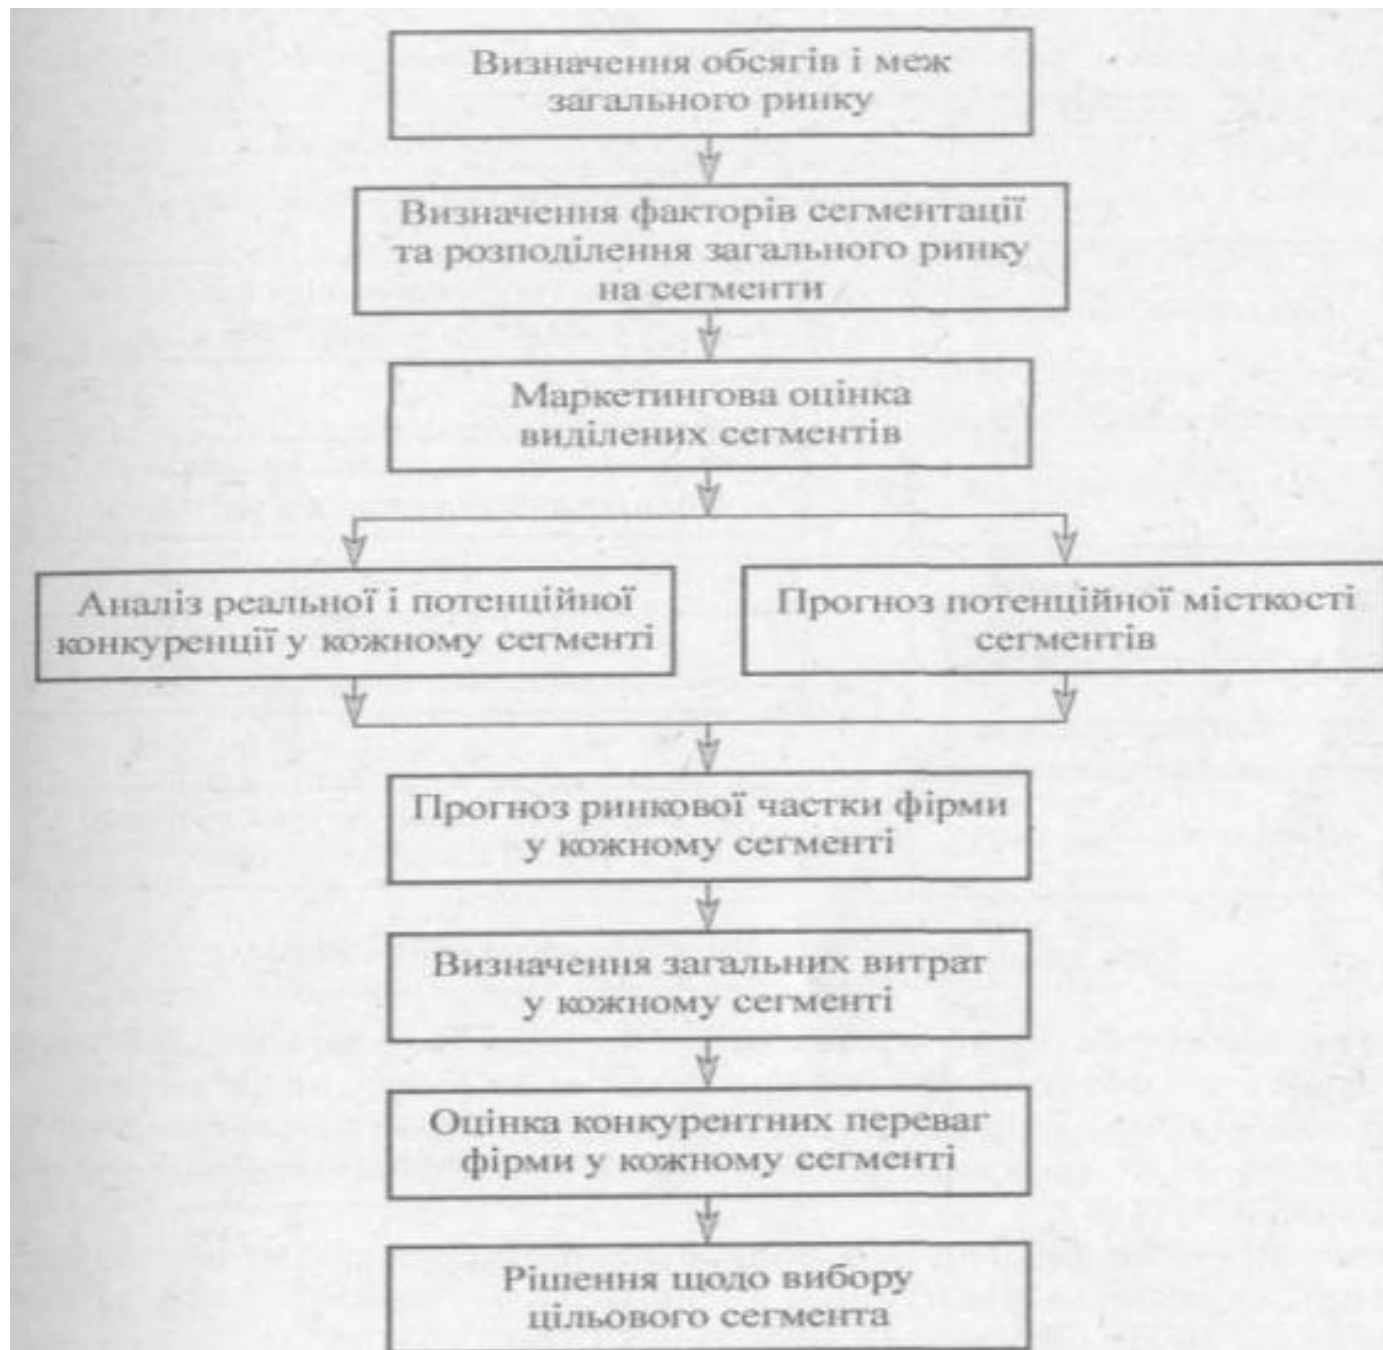 Визначення обсягів і меж
загального ринку
Визначення факторів сегментації
та розподілення загального ринку
на сегменти
Маркетингова оцінка
виділених сегментів
Аналіз реальної і потенційної
конкуренції у кожному сегменті
Прогноз потенційної місткості
сегментів
Прогноз ринкової частки фірми
у кожному сегменті
Визначення загальних витрат
у кожному сегменті
Оцінка конкурентних переваг
фірми у кожному сегменті
Рішення щодо вибору
цільового сегмента